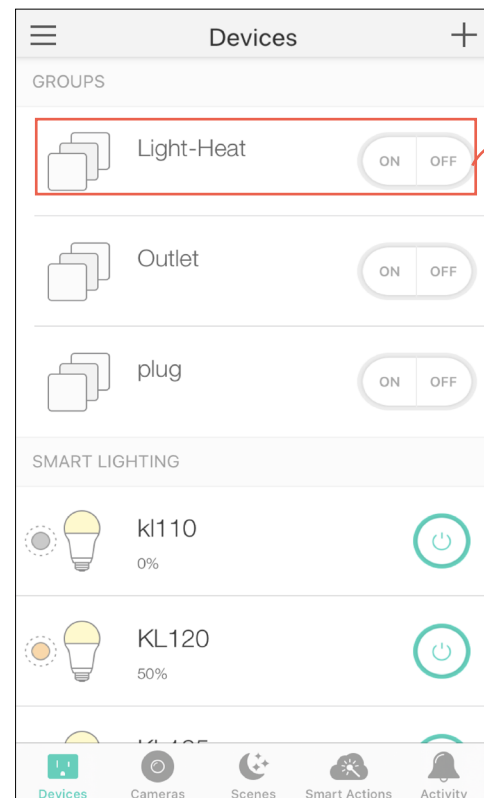 Devices
GROUPS
Light-Heat
ON OFF
Outlet
ON OFF
plug
ON OFF
SMART LIGHTING
kl110
0%
KL120
50%
Devices Cameras Scenes Smart Actions Activity